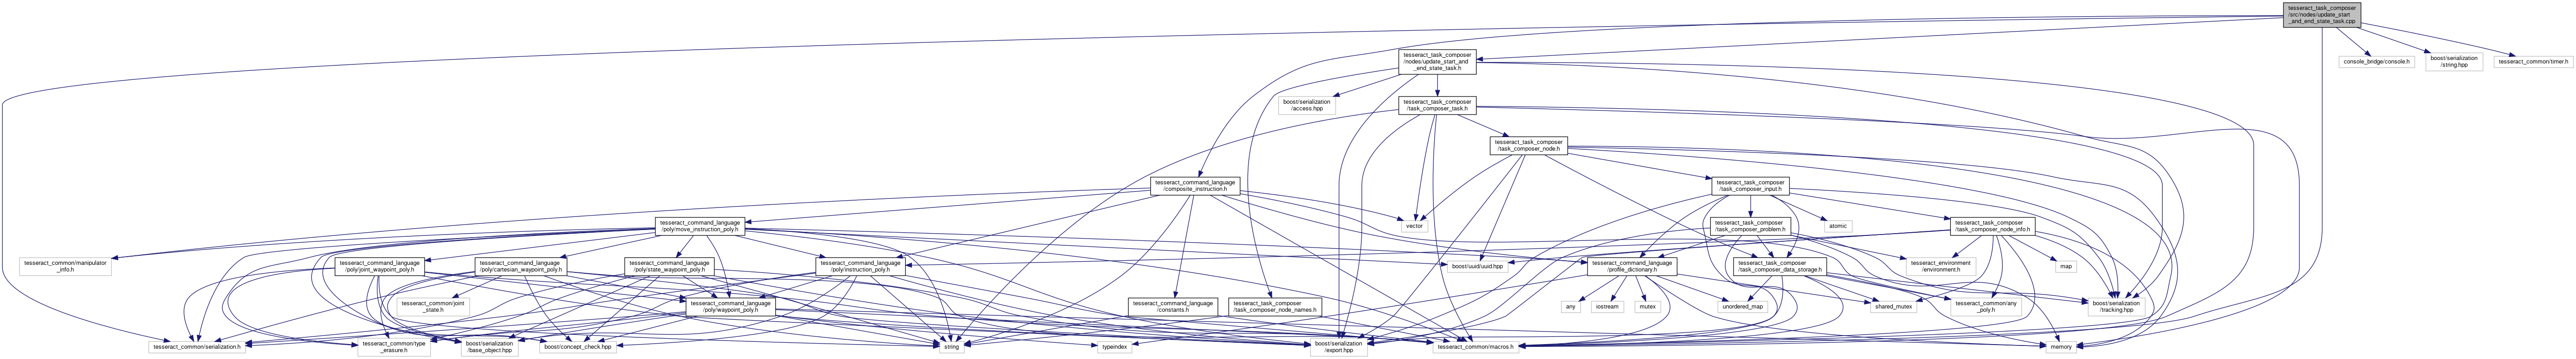 tesseract_task_composer
/src/nodes/update_start
_and_end_state_task.cpp
tesseract_task_composer
/nodes/update_start_and
_end_state_task.h
console_bridge/console.h
boost/serialization
/string.hpp
tesseract_common/timer.h
boost/serialization
/access.hpp
tesseract_task_composer
/task_composer_task.h
tesseract_task_composer
/task_composer_node.h
tesseract_command_language
/composite_instruction.h
tesseract_task_composer
/task_composer_input.h
tesseract_command_language
/poly/move_instruction_poly.h
vector
tesseract_task_composer
/task_composer_problem.h
atomic
tesseract_task_composer
/task_composer_node_info.h
tesseract_common/manipulator
_info.h
tesseract_command_language
/poly/joint_waypoint_poly.h
tesseract_command_language
/poly/cartesian_waypoint_poly.h
tesseract_command_language
/poly/state_waypoint_poly.h
tesseract_command_language
/poly/instruction_poly.h
boost/uuid/uuid.hpp
tesseract_command_language
/profile_dictionary.h
tesseract_task_composer
/task_composer_data_storage.h
tesseract_environment
/environment.h
map
tesseract_common/joint
_state.h
tesseract_command_language
/poly/waypoint_poly.h
tesseract_command_language
/constants.h
tesseract_task_composer
/task_composer_node_names.h
any
iostream
mutex
unordered_map
shared_mutex
tesseract_common/any
_poly.h
boost/serialization
/tracking.hpp
tesseract_common/serialization.h
tesseract_common/type
_erasure.h
boost/serialization
/base_object.hpp
boost/concept_check.hpp
string
typeindex
boost/serialization
/export.hpp
tesseract_common/macros.h
memory